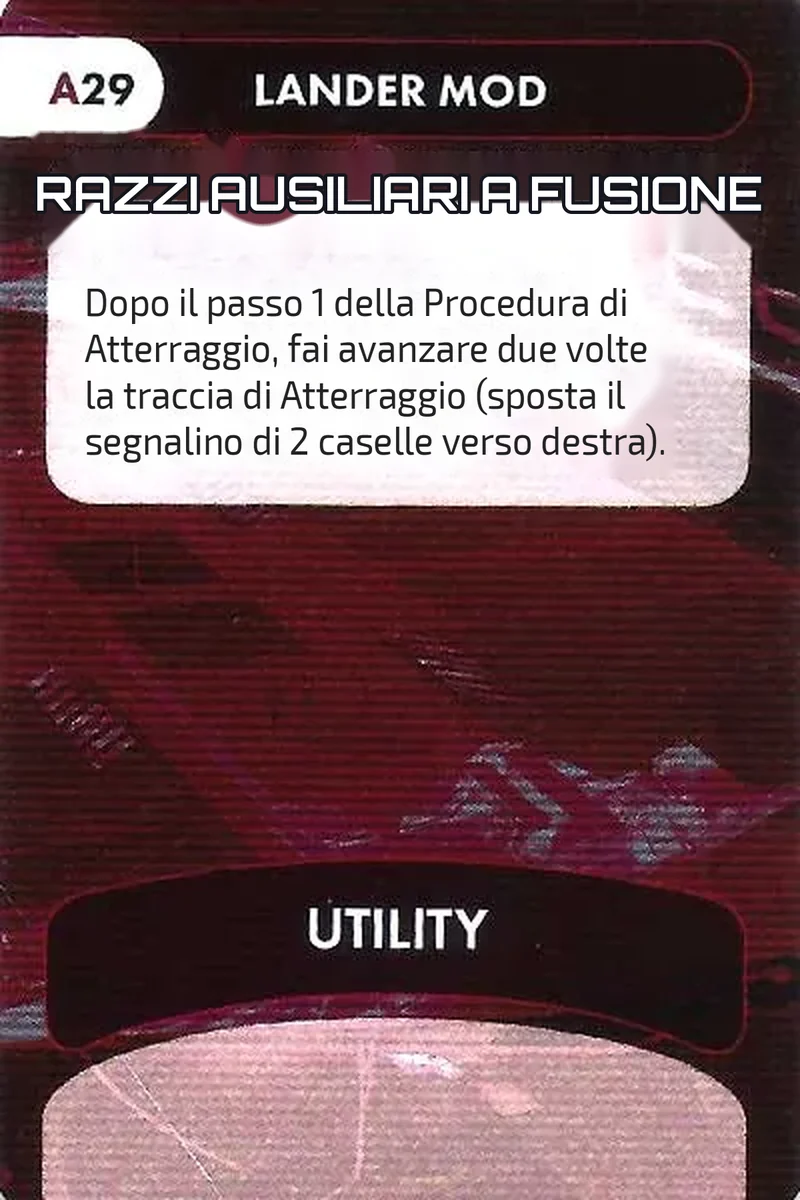 A29
LANDER MOD
RAZZI AUSILIARI A FUSIONE
Dopo il passo 1 della Procedura di
Atterraggio, fai avanzare due volte
la traccia di Atterraggio (sposta il
segnalino di 2 caselle verso destra).
UTILITY